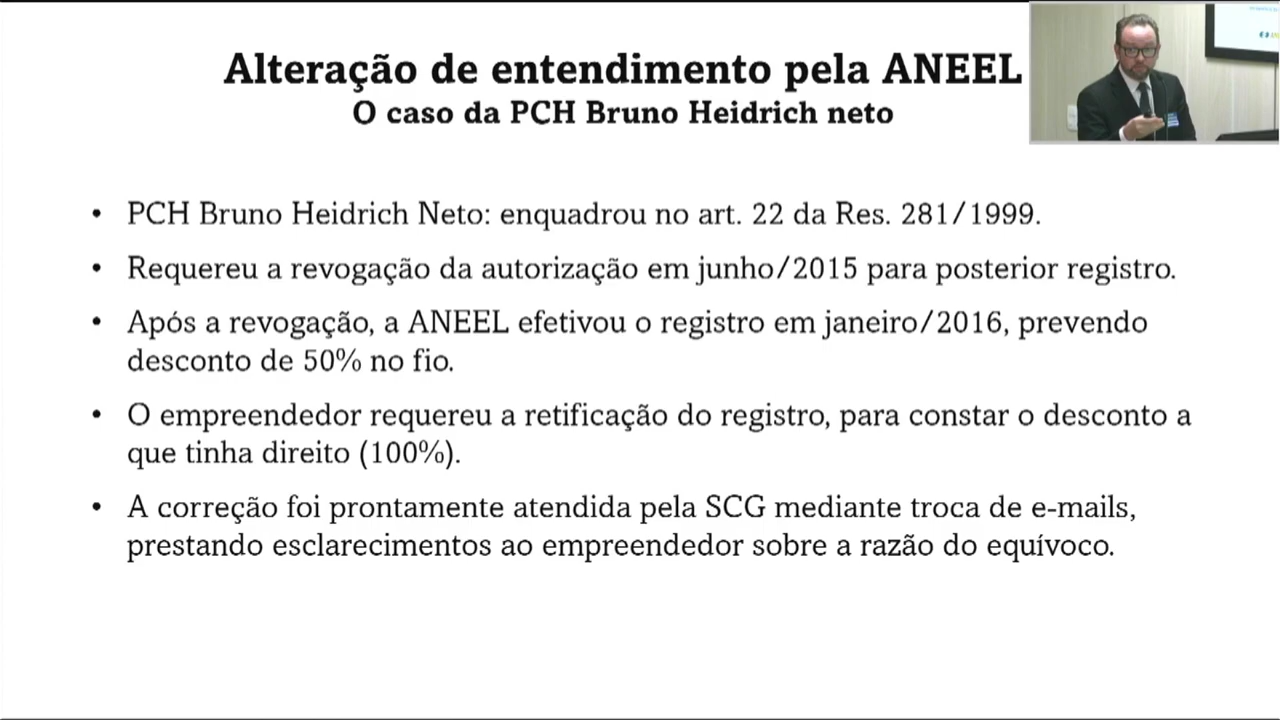 Alteração de entendimento pela ANEEL
O caso da PCH Bruno Heidrich neto
• PCH Bruno Heidrich Neto: enquadrou no art. 22 da Res. 281/1999.
• Requereu a revogação da autorização em junho/2015 para posterior registro.
• Após a revogação, a ANEEL efetivou o registro em janeiro/2016, prevendo
desconto de 50% no fio.
• O empreendedor requereu a retificação do registro, para constar o desconto a
que tinha direito (100%).
• A correção foi prontamente atendida pela SCG mediante troca de e-mails,
prestando esclarecimentos ao empreendedor sobre a razão do equívoco.